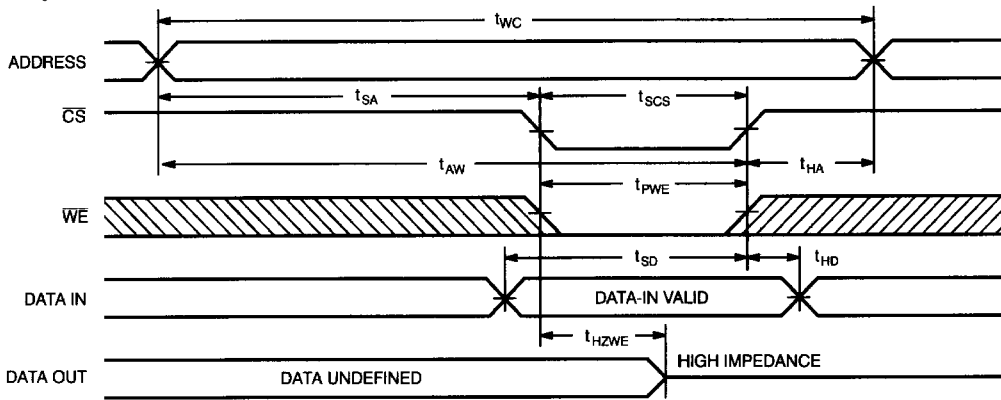 tWC
ADDRESS
tSA
tSCS
CS
tAW
tHA
tPWE
WE
tSD
tHD
DATA IN
DATA-IN VALID
tHZWE
DATA OUT
DATA UNDEFINED
HIGH IMPEDANCE